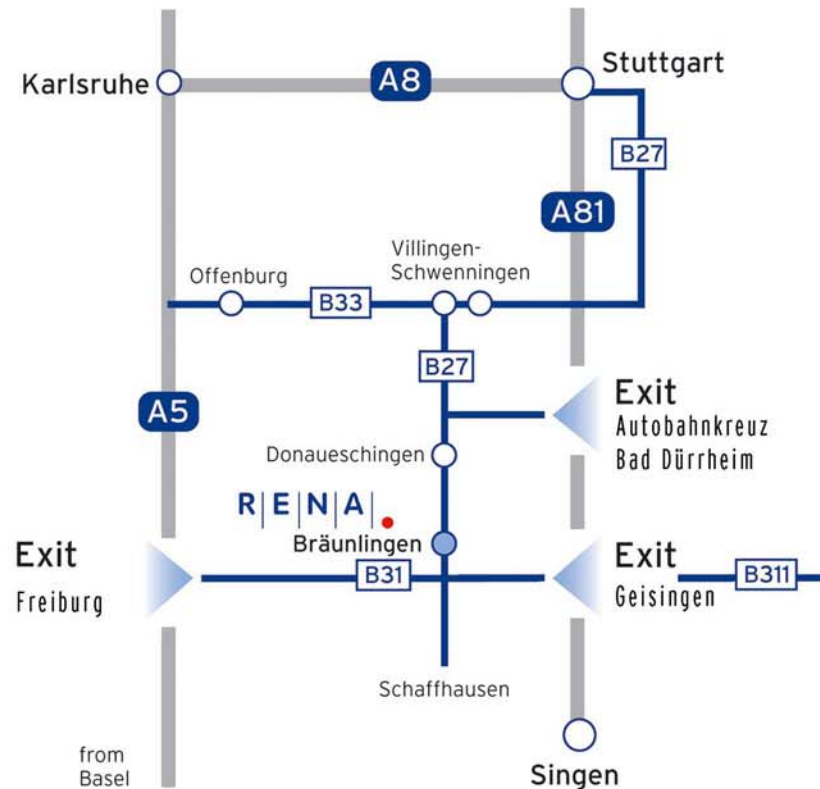 Karlsruhe
A8
Stuttgart
B27
A81
Villingen-
Schwenningen
Offenburg
B33
B27
A5
Exit
Autobahnkreuz
Bad Dürrheim
Donaueschingen
R|E|N|A|.
Bräunlingen
Exit
Freiburg
B31
Exit
Geisingen
B311
Schaffhausen
from
Basel
Singen